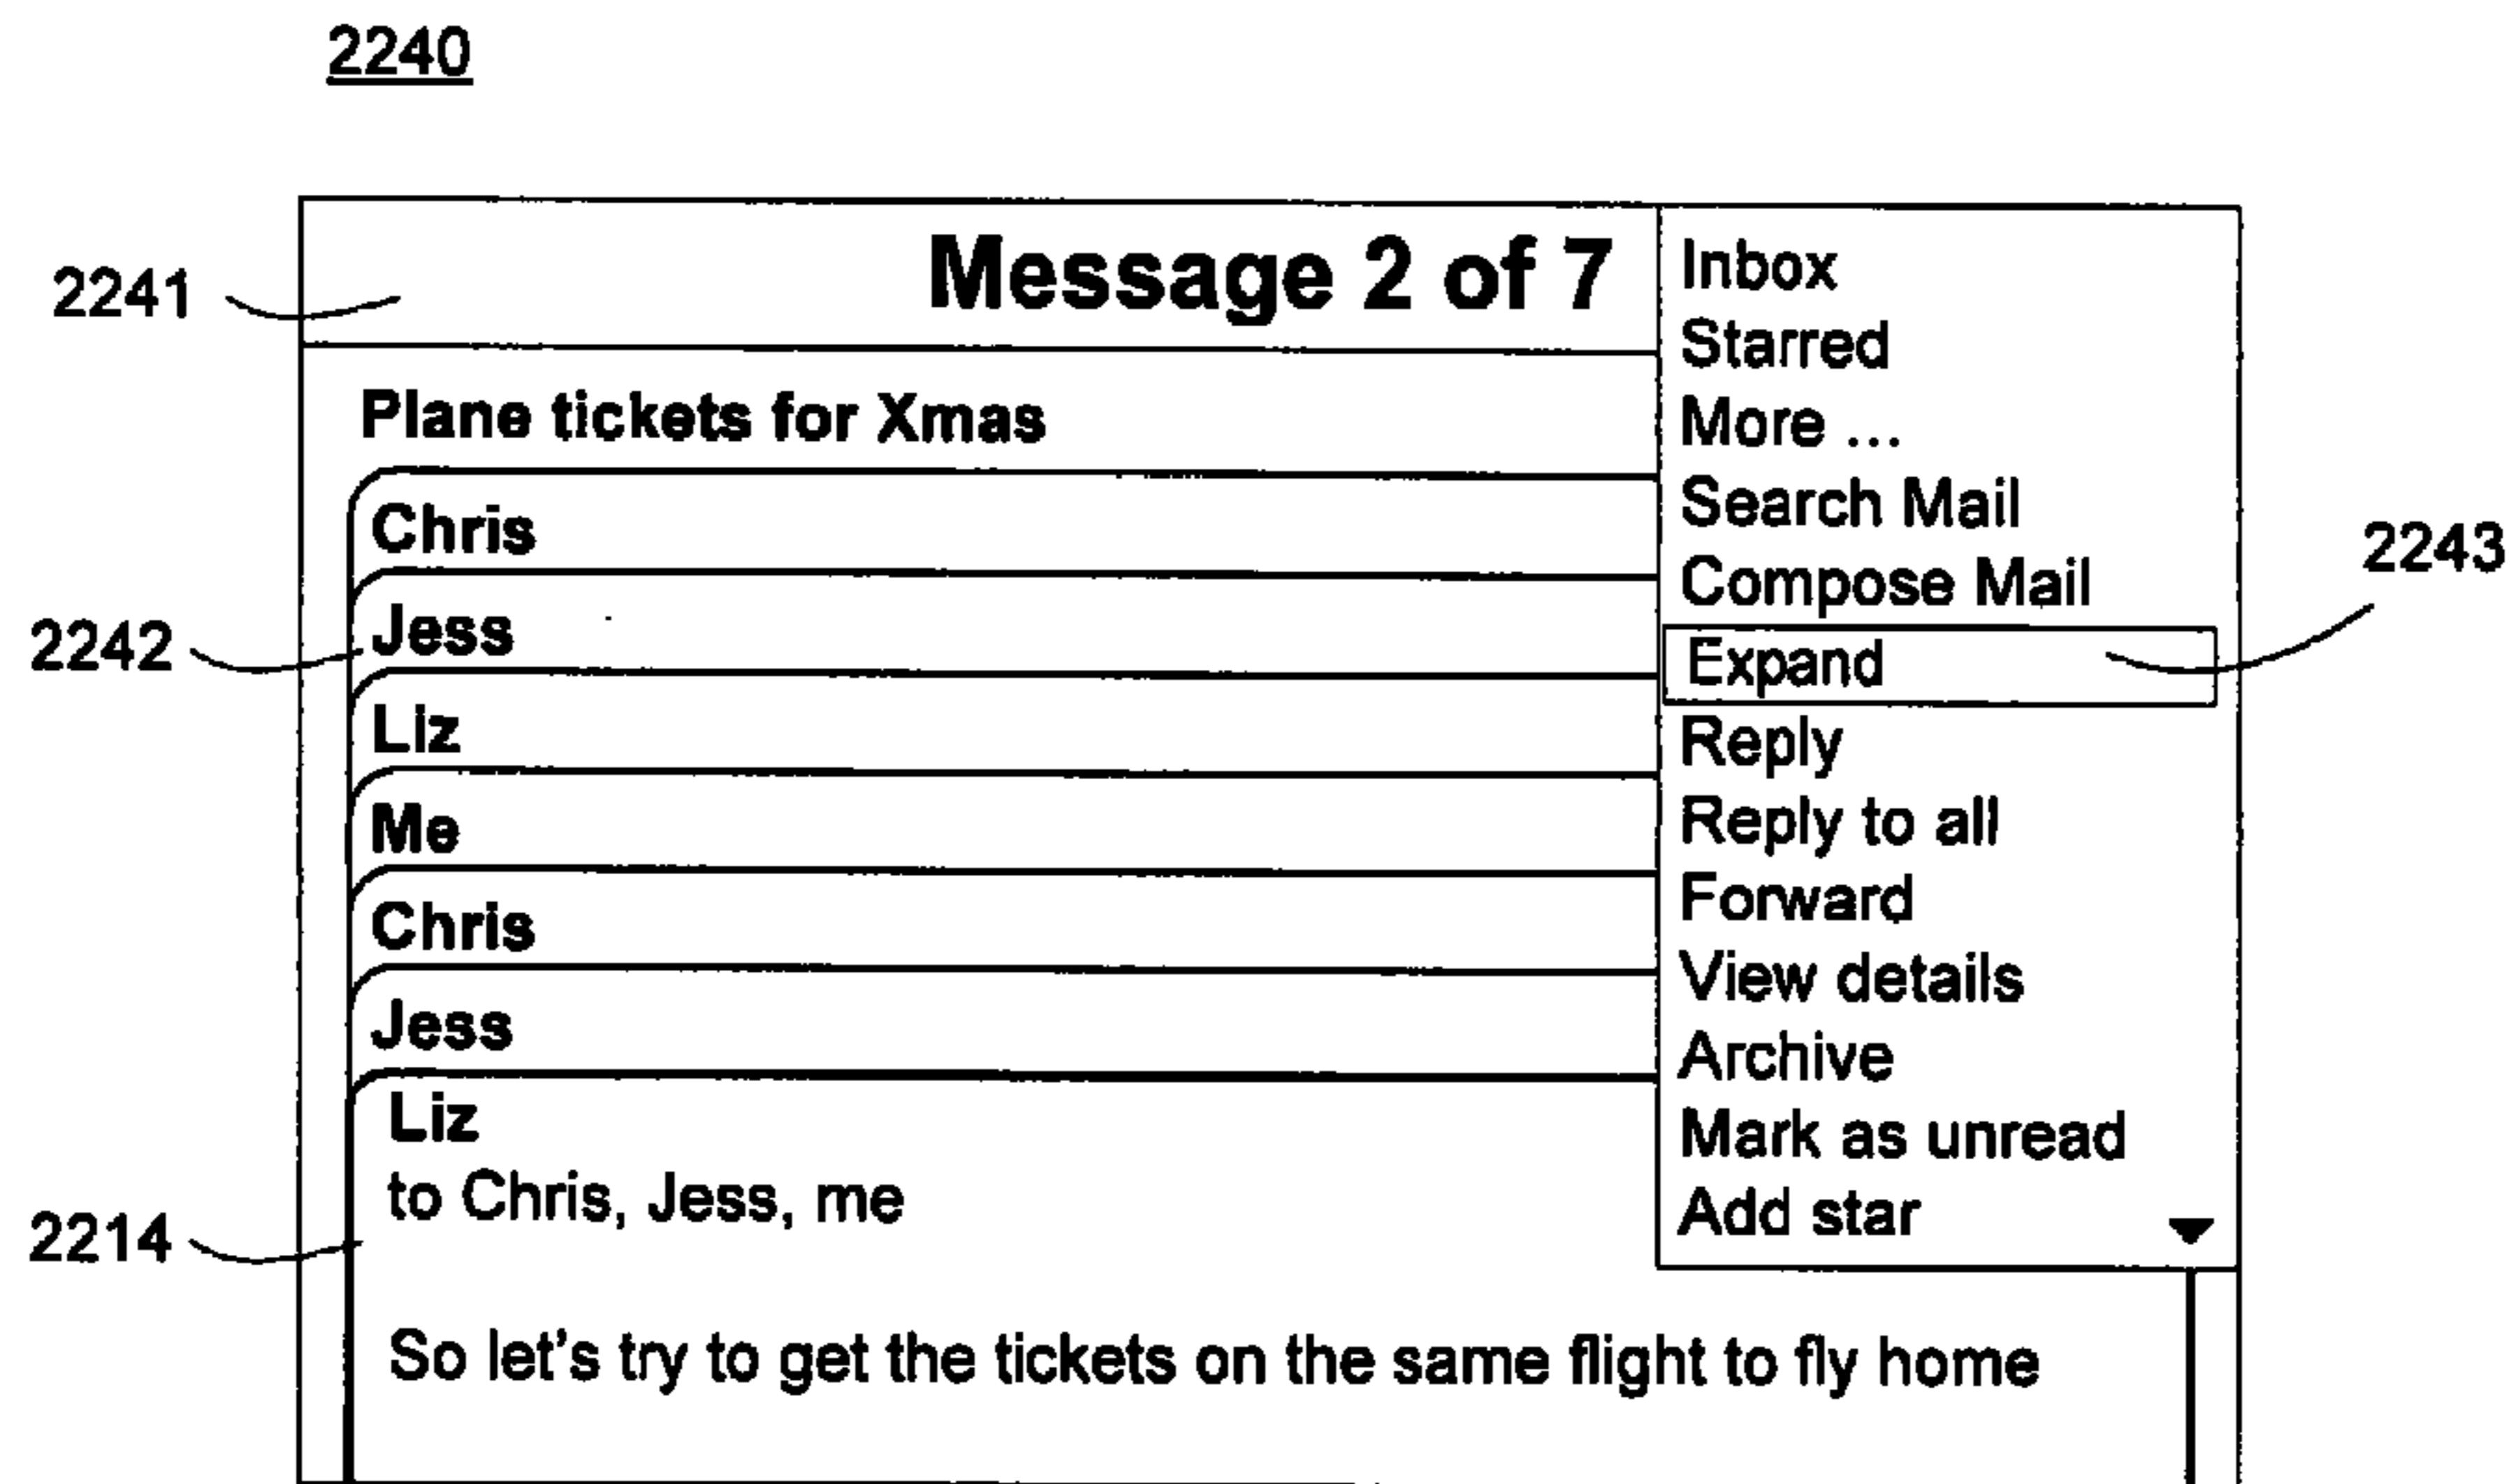 2240
2241
Message 2 of 7
Plane tickets for Xmas
Chris
2242
Jess
Liz
Me
Chris
Jess
Liz
to Chris, Jess, me
2214
So let's try to get the tickets on the same flight to fly home
Inbox
Starred
More ...
Search Mail
Compose Mail
Expand
2243
Reply
Reply to all
Forward
View details
Archive
Mark as unread
Add star